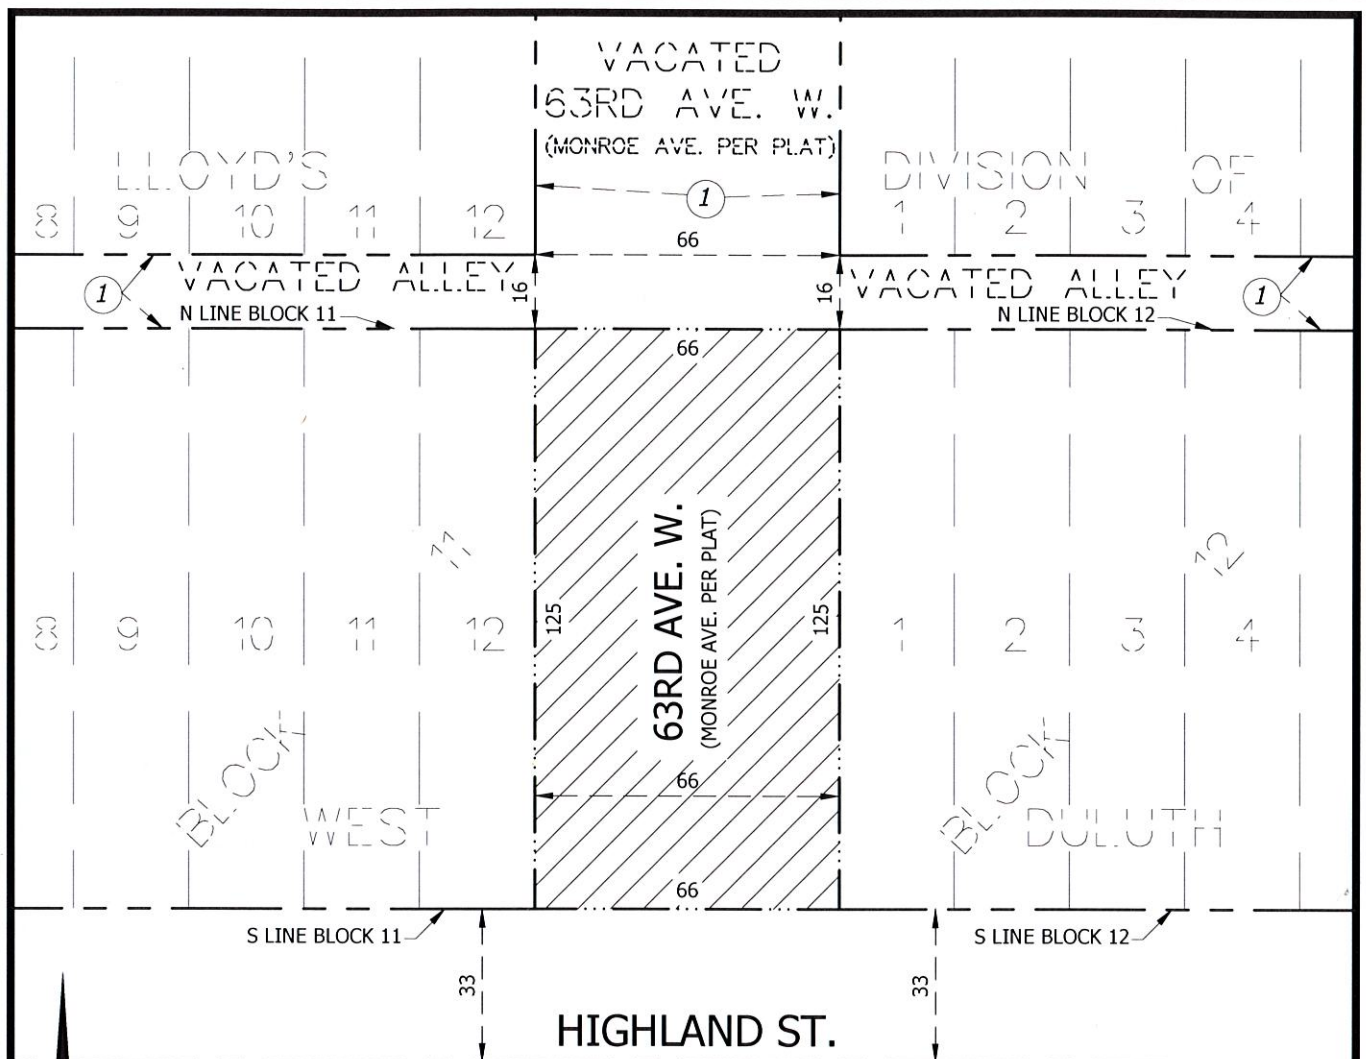 VACATED
63RD AVE. W.
(MONROE AVE. PER PLAT)
LLOYD'S
DIVISION OF
1
8 9 10 11 12
1 2 3 4
66
VACATED ALLEY
16
16
VACATED ALLEY
1
1
N LINE BLOCK 11
N LINE BLOCK 12
66
63RD AVE. W.
(MONROE AVE. PER PLAT)
125
125
11
12
8 9 10 11 12
1 2 3 4
BLOCK
BLOCK
66
WEST
DULUTH
66
S LINE BLOCK 11
S LINE BLOCK 12
33
33
HIGHLAND ST.